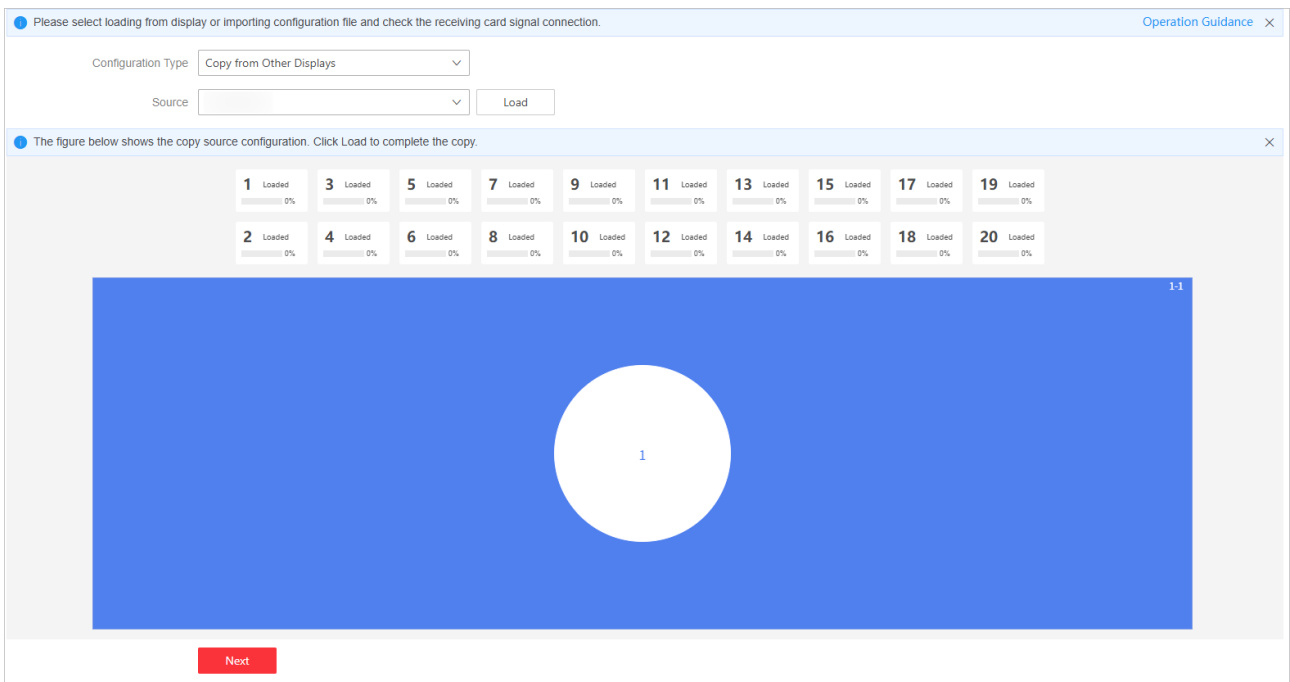 Please select loading from display or importing configuration file and check the receiving card signal connection. Operation Guidance
Configuration Type Copy from Other Displays
Source Load
The figure below shows the copy source configuration. Click Load to complete the copy.
1 Loaded 3 Loaded 5 Loaded 7 Loaded 9 Loaded 11 Loaded 13 Loaded 15 Loaded 17 Loaded 19 Loaded
0% 0% 0% 0% 0% 0% 0% 0% 0% 0%
2 Loaded 4 Loaded 6 Loaded 8 Loaded 10 Loaded 12 Loaded 14 Loaded 16 Loaded 18 Loaded 20 Loaded
0% 0% 0% 0% 0% 0% 0% 0% 0% 0%
1-1
1
Next